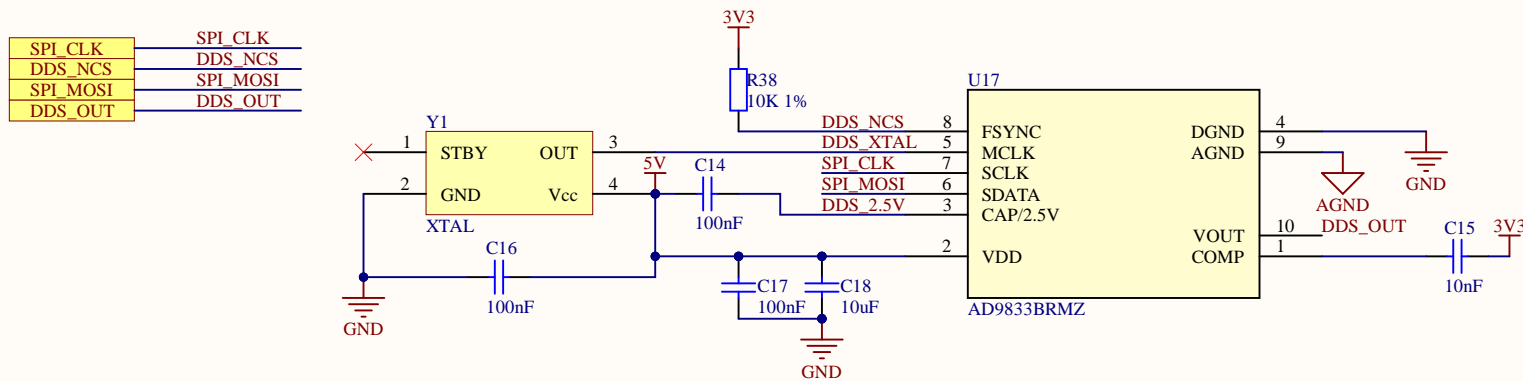 SPI_CLK SPI_CLK
DDS_NCS DDS_NCS
SPI_MOSI SPI_MOSI
DDS_OUT DDS_OUT
3V3
R38
10K 1%
Y1
1 STBY OUT 3
2 GND Vcc 4
XTAL
5V
C14
100nF
C16
100nF
GND
C17
100nF
C18
10uF
GND
U17
DDS_NCS 8 FSYNC DGND 4
DDS_XTAL 5 MCLK AGND 9
SPI_CLK 7 SCLK
SPI_MOSI 6 SDATA
DDS_2.5V 3 CAP/2.5V
VOUT 10 DDS_OUT
2 VDD COMP 1
AD9833BRMZ
GND
AGND
C15
10nF
3V3